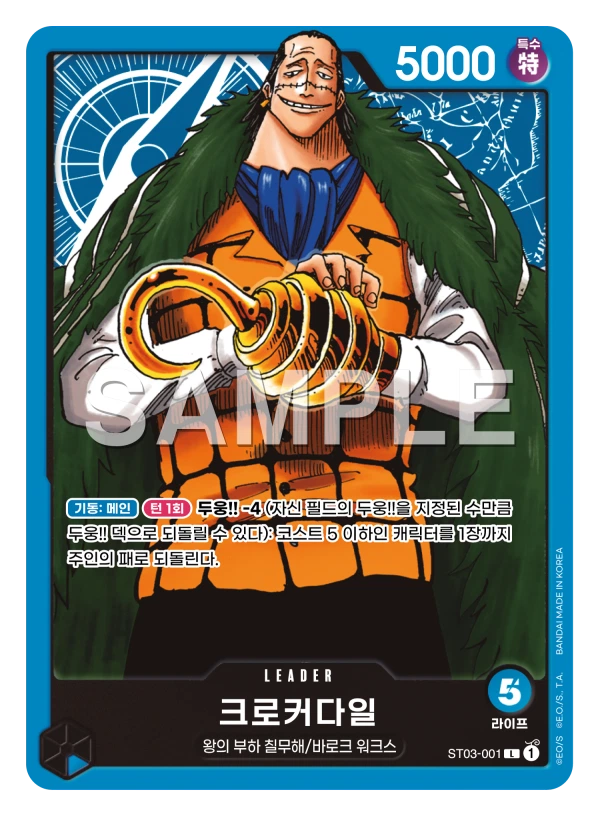 특수
5000 特
SAMPLE
기동: 메인 턴 1회 두웅!! -4 (자신 필드의 두웅!!을 지정된 수만큼
두웅!! 덱으로 되돌릴 수 있다): 코스트 5 이하인 캐릭터를 1장까지
주인의 패로 되돌린다.
LEADER
5
크로커다일
라이프
왕의 부하 칠무해/바로크 워크스
ST03-001 L 1
©EO/S ©E.O./S., T.A. BANDAI MADE IN KOREA